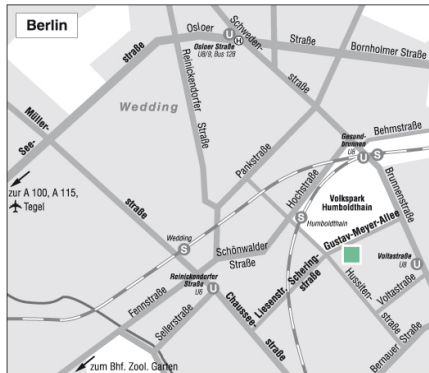 Berlin
Osloer
Schweden-
straße
Osloer Straße
U8/9, Bus 128
U
H
Straße
Bornholmer Straße
straße
Reinickendorfer
Straße
Wedding
Müller-
straße
See-
zur A 100, A 115,
Tegel
Pankstraße
Gesund-
brunnen
U8
U
S
Behmstraße
Hochstraße
Volkspark
Humboldthain
Brunnenstraße
S
Humboldthain
Wedding
S
Gustav-Meyer-Allee
Schönwalder
Straße
Voltastraße
U8
U
Reinickendorfer
Straße
U6
U
Fennstraße
Sellerstraße
Chaussee-
straße
Liesenstr.
Schering-
straße
Hussiten-
straße
Voltastraße
Bernauer
Straße
zum Bhf. Zool. Garten